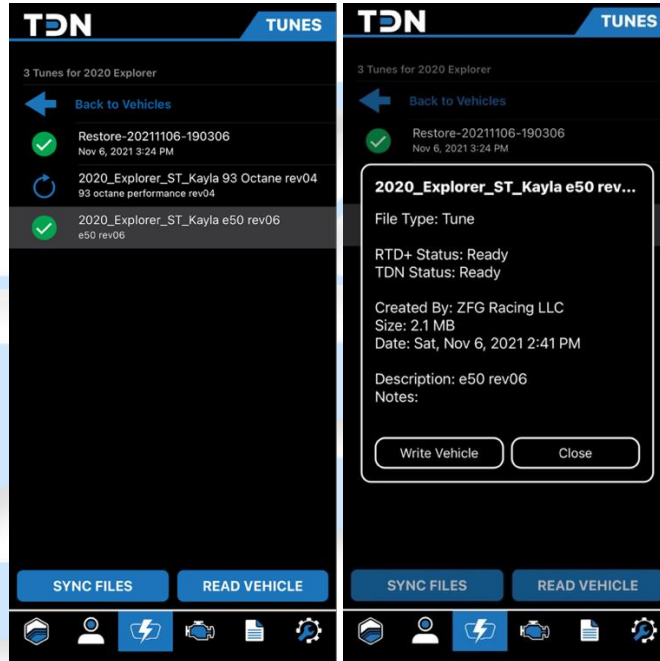 TDN
TUNES
3 Tunes for 2020 Explorer
Back to Vehicles
Restore-20211106-190306
Nov 6, 2021 3:24 PM
2020_Explorer_ST_Kayla 93 Octane rev04
93 octane performance rev04
2020_Explorer_ST_Kayla e50 rev06
e50 rev06
SYNC FILES
READ VEHICLE
TDN
TUNES
3 Tunes for 2020 Explorer
Back to Vehicles
Restore-20211106-190306
Nov 6, 2021 3:24 PM
2020_Explorer_ST_Kayla e50 rev...
File Type: Tune
RTD+ Status: Ready
TDN Status: Ready
Created By: ZFG Racing LLC
Size: 2.1 MB
Date: Sat, Nov 6, 2021 2:41 PM
Description: e50 rev06
Notes:
Write Vehicle
Close
SYNC FILES
READ VEHICLE